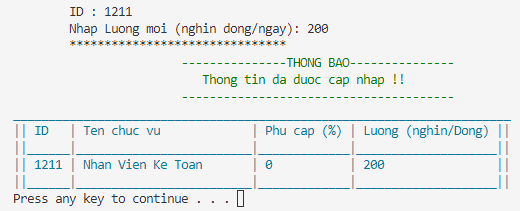 ID : 1211
Nhap Luong moi (nghin dong/ngay): 200
*******************************
---------------THONG BAO---------------
Thong tin da duoc cap nhap !!
---------------------------------------
|| ID | Ten chuc vu | Phu cap (%) | Luong (nghin/Dong) ||
|| 1211 | Nhan Vien Ke Toan | 0 | 200 ||
Press any key to continue . . .